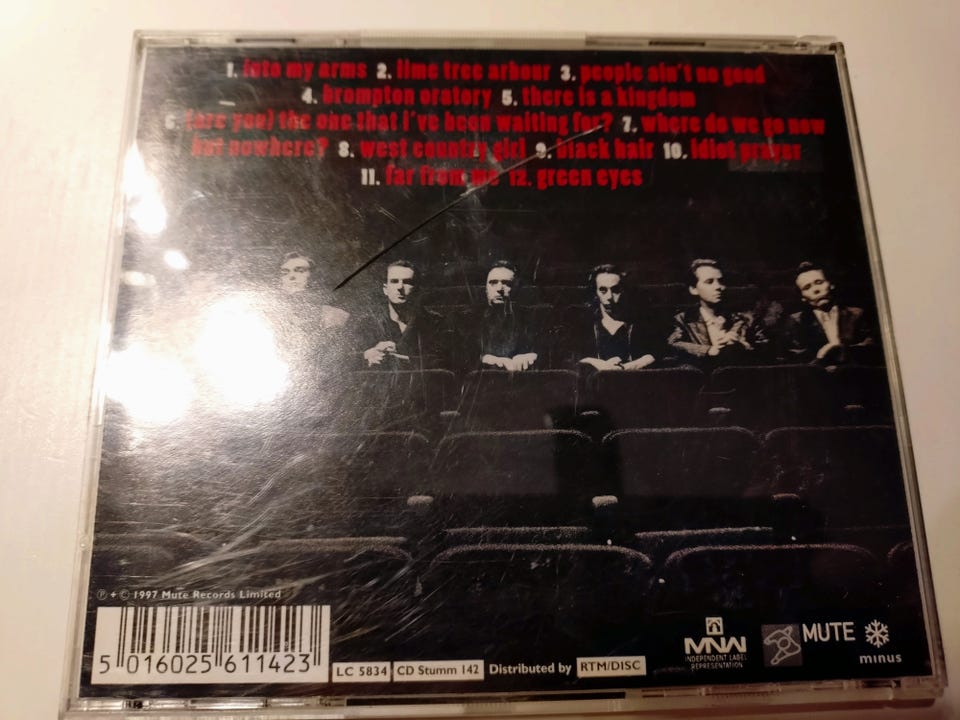 1. into my arms 2. lime tree arbour 3. people ain't no good
4. brompton oratory 5. there is a kingdom
6. (are you) the one that i've been waiting for? 7. where do we go now
but nowhere? 8. west country girl 9. black hair 10. idiot prayer
11. far from me 12. green eyes
℗ + © 1997 Mute Records Limited
5 016025 611423
LC 5834 CD Stumm 142 Distributed by RTM/DISC
MNW
INDEPENDENT LABEL
REPRESENTATION
MUTE
minus